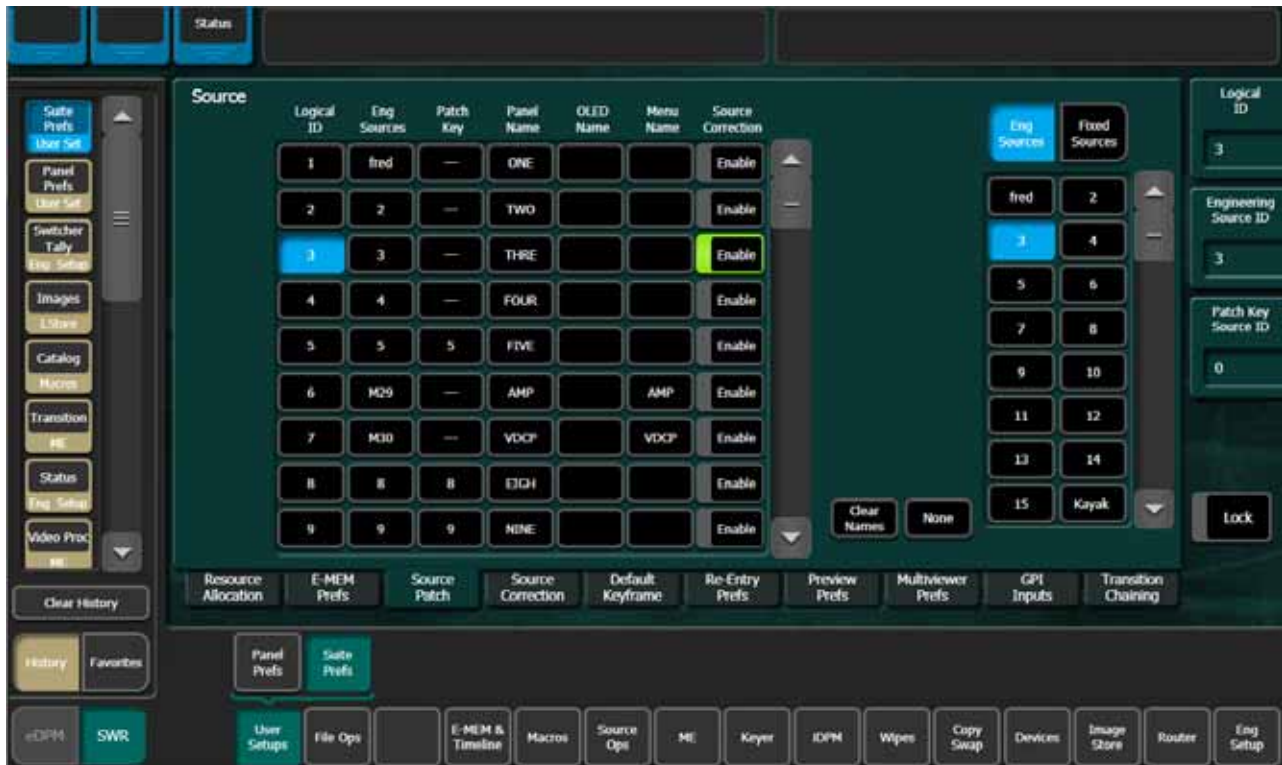 Status
Source
Logical ID
Eng Sources
Patch Key
Panel Name
OLED Name
Menu Name
Source Correction
1 fred — ONE Enable
2 2 — TWO Enable
3 3 — THRE Enable
4 4 — FOUR Enable
5 5 5 FIVE Enable
6 M29 — AMP AMP Enable
7 M30 — VDCP VDCP Enable
8 8 8 EIGH Enable
9 9 9 NINE Enable
Eng Sources
Fixed Sources
fred 2
3 4
5 6
7 8
9 10
11 12
13 14
15 Kayak
Clear Names
None
Logical ID
3
Engineering Source ID
3
Patch Key Source ID
0
Lock
Suite Prefs
User Set
Panel Prefs
User Set
Switcher Tally
Eng Setup
Images
I.Store
Catalog
Macros
Transition
ME
Status
Eng Setup
Video Proc
ME
Clear History
History
Favorites
Resource Allocation
E-MEM Prefs
Source Patch
Source Correction
Default Keyframe
Re-Entry Prefs
Preview Prefs
Multiviewer Prefs
GPI Inputs
Transition Chaining
Panel Prefs
Suite Prefs
eDPM
SWR
User Setups
File Ops
E-MEM & Timeline
Macros
Source Ops
ME
Keyer
iDPM
Wipes
Copy Swap
Devices
Image Store
Router
Eng Setup